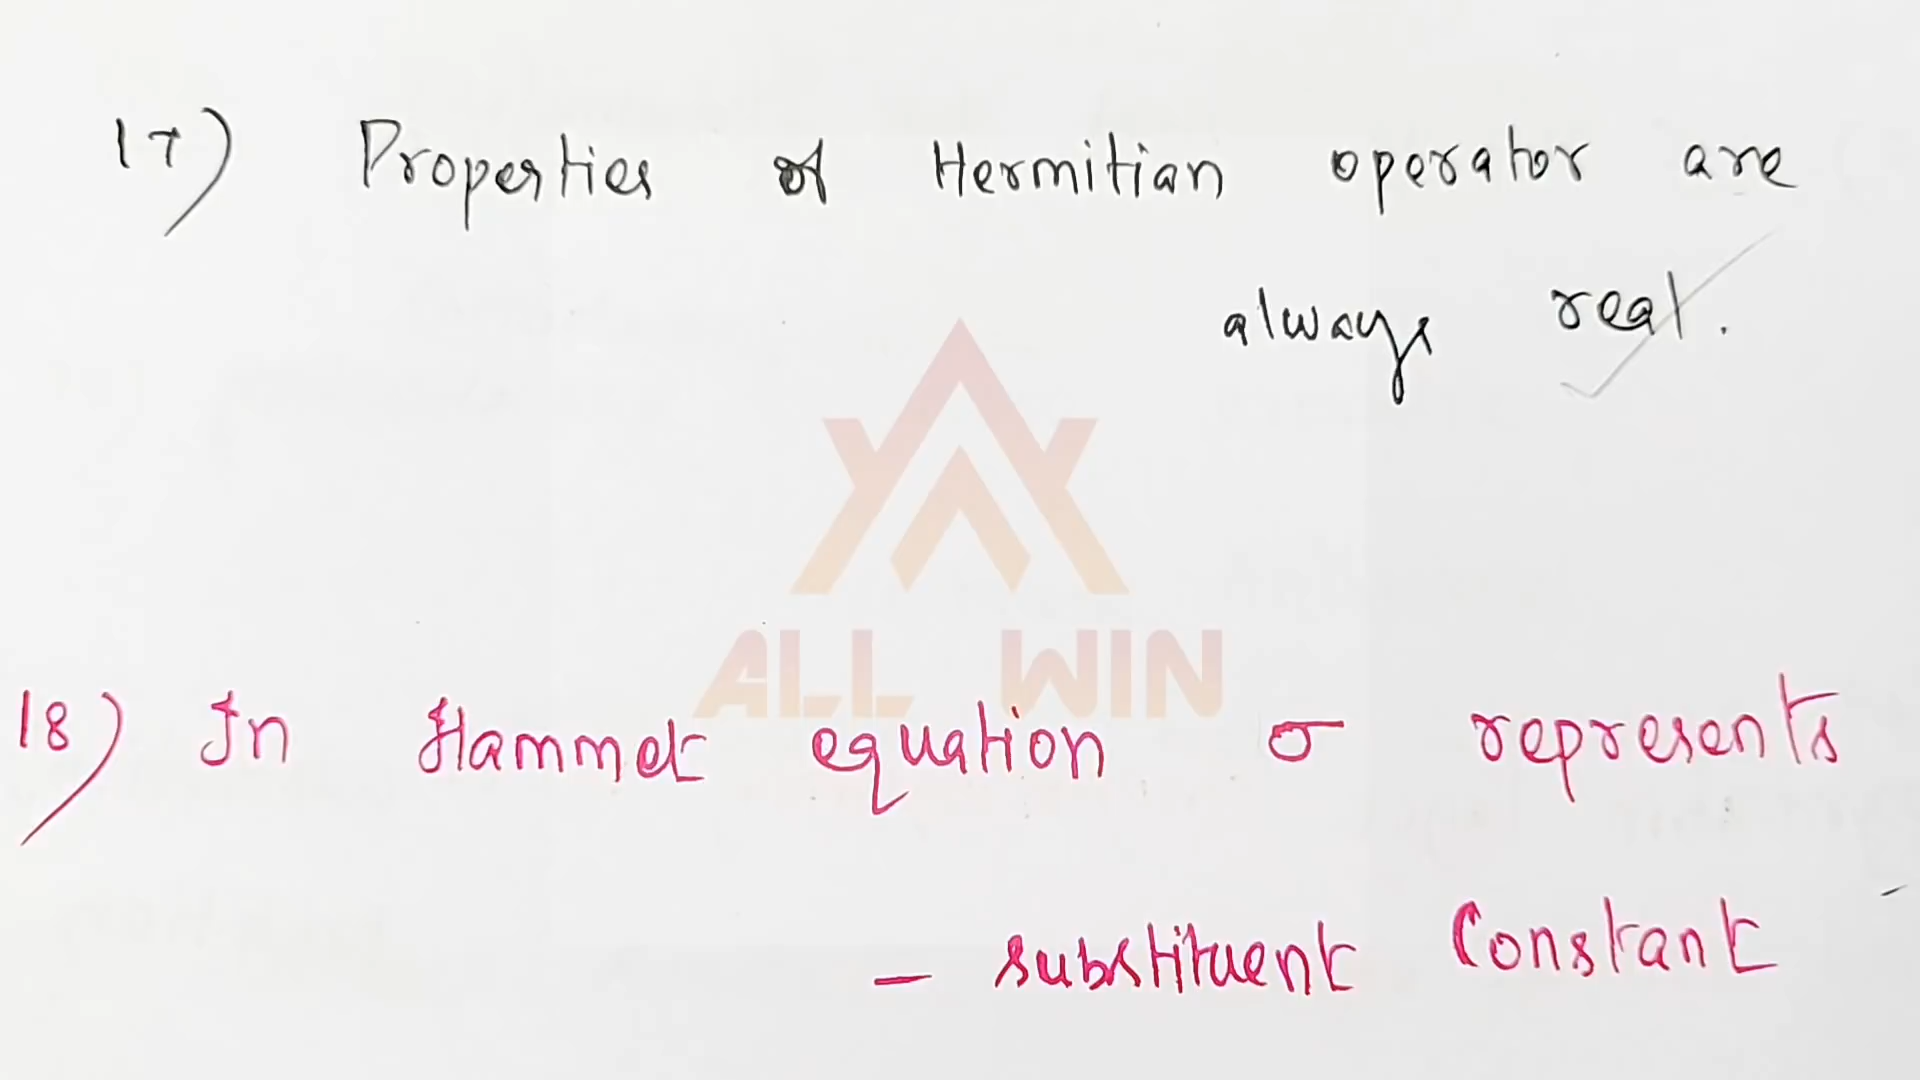 17) Properties of Hermitian operator are
always real.
ALL WIN
18) In Hammet equation σ represents
- substituent Constant